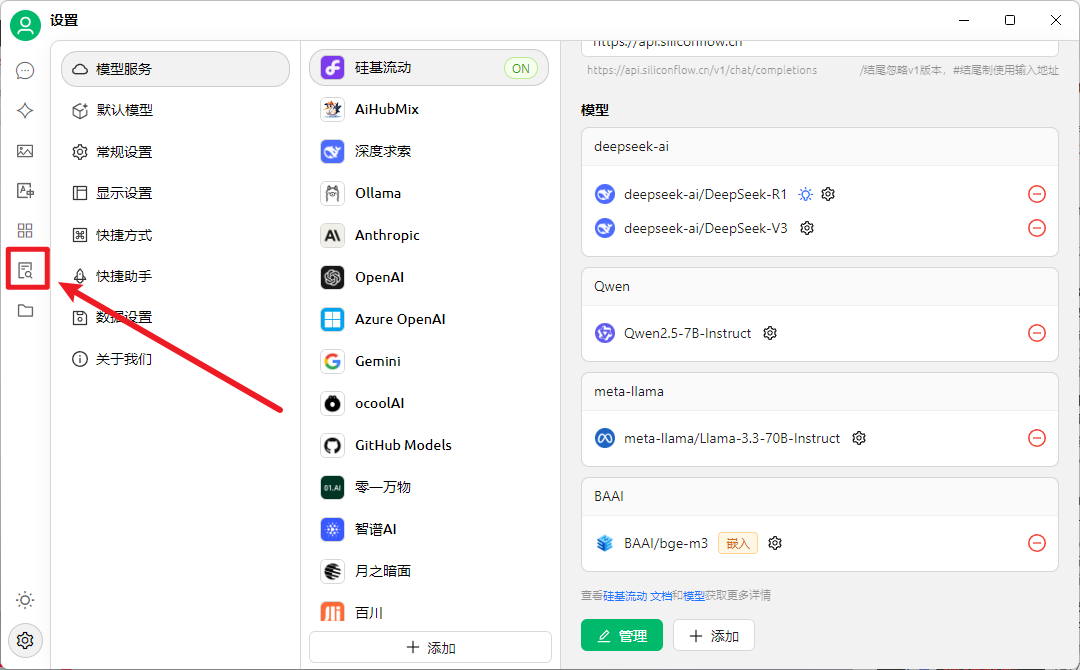 设置
模型服务
默认模型
常规设置
显示设置
快捷方式
快捷助手
数据设置
关于我们
硅基流动 ON
AiHubMix
深度求索
Ollama
Anthropic
OpenAI
Azure OpenAI
Gemini
ocoolAI
GitHub Models
01.AI 零一万物
智谱AI
月之暗面
百川
添加
https://api.siliconflow.cn
https://api.siliconflow.cn/v1/chat/completions /结尾忽略v1版本，#结尾制使用输入地址
模型
deepseek-ai
deepseek-ai/DeepSeek-R1
deepseek-ai/DeepSeek-V3
Qwen
Qwen2.5-7B-Instruct
meta-llama
meta-llama/Llama-3.3-70B-Instruct
BAAI
BAAI/bge-m3 嵌入
查看硅基流动 文档和模型获取更多详情
管理 添加